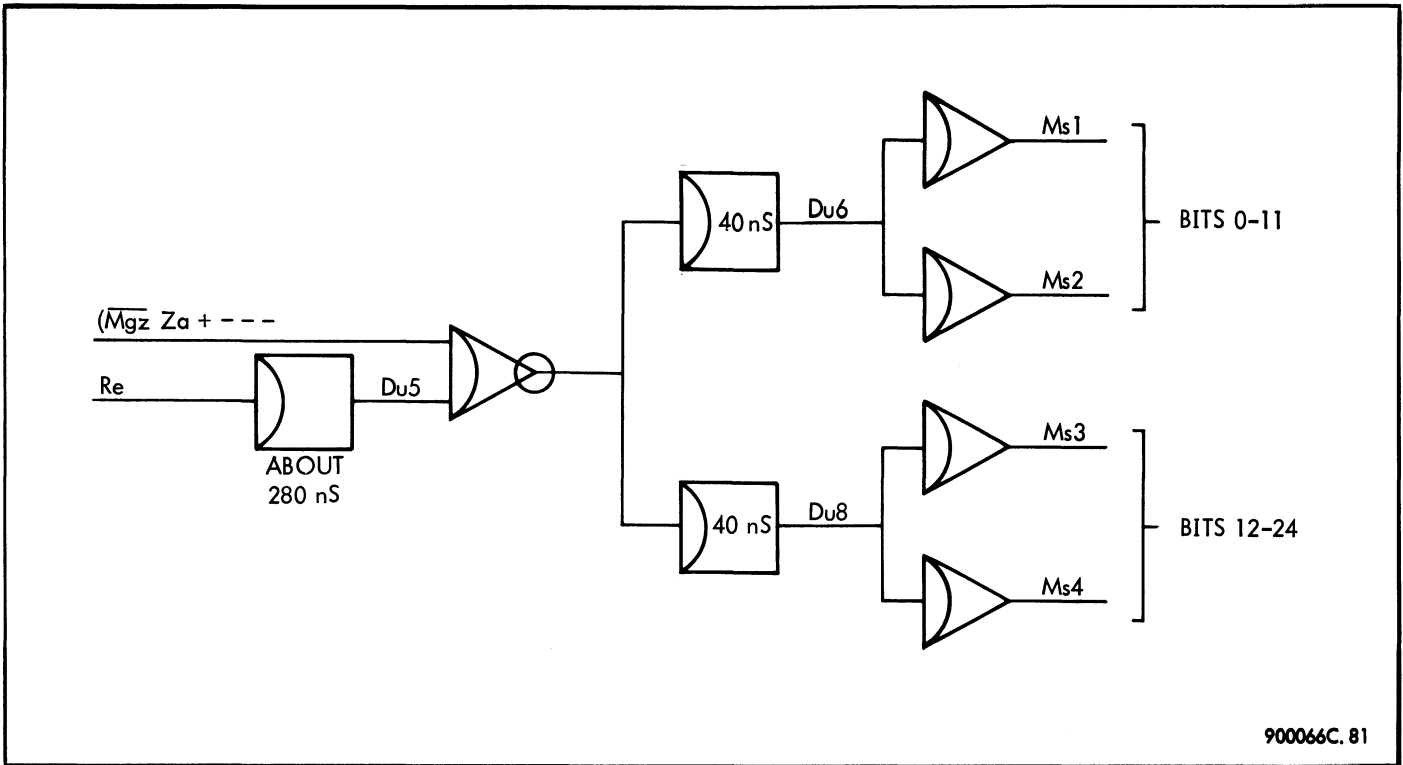 Ms1
40 nS
Du6
BITS 0-11
Ms2
(M̅g̅z̅ Za + - - -
Re
Du5
ABOUT
280 nS
Ms3
40 nS
Du8
BITS 12-24
Ms4
900066C. 81